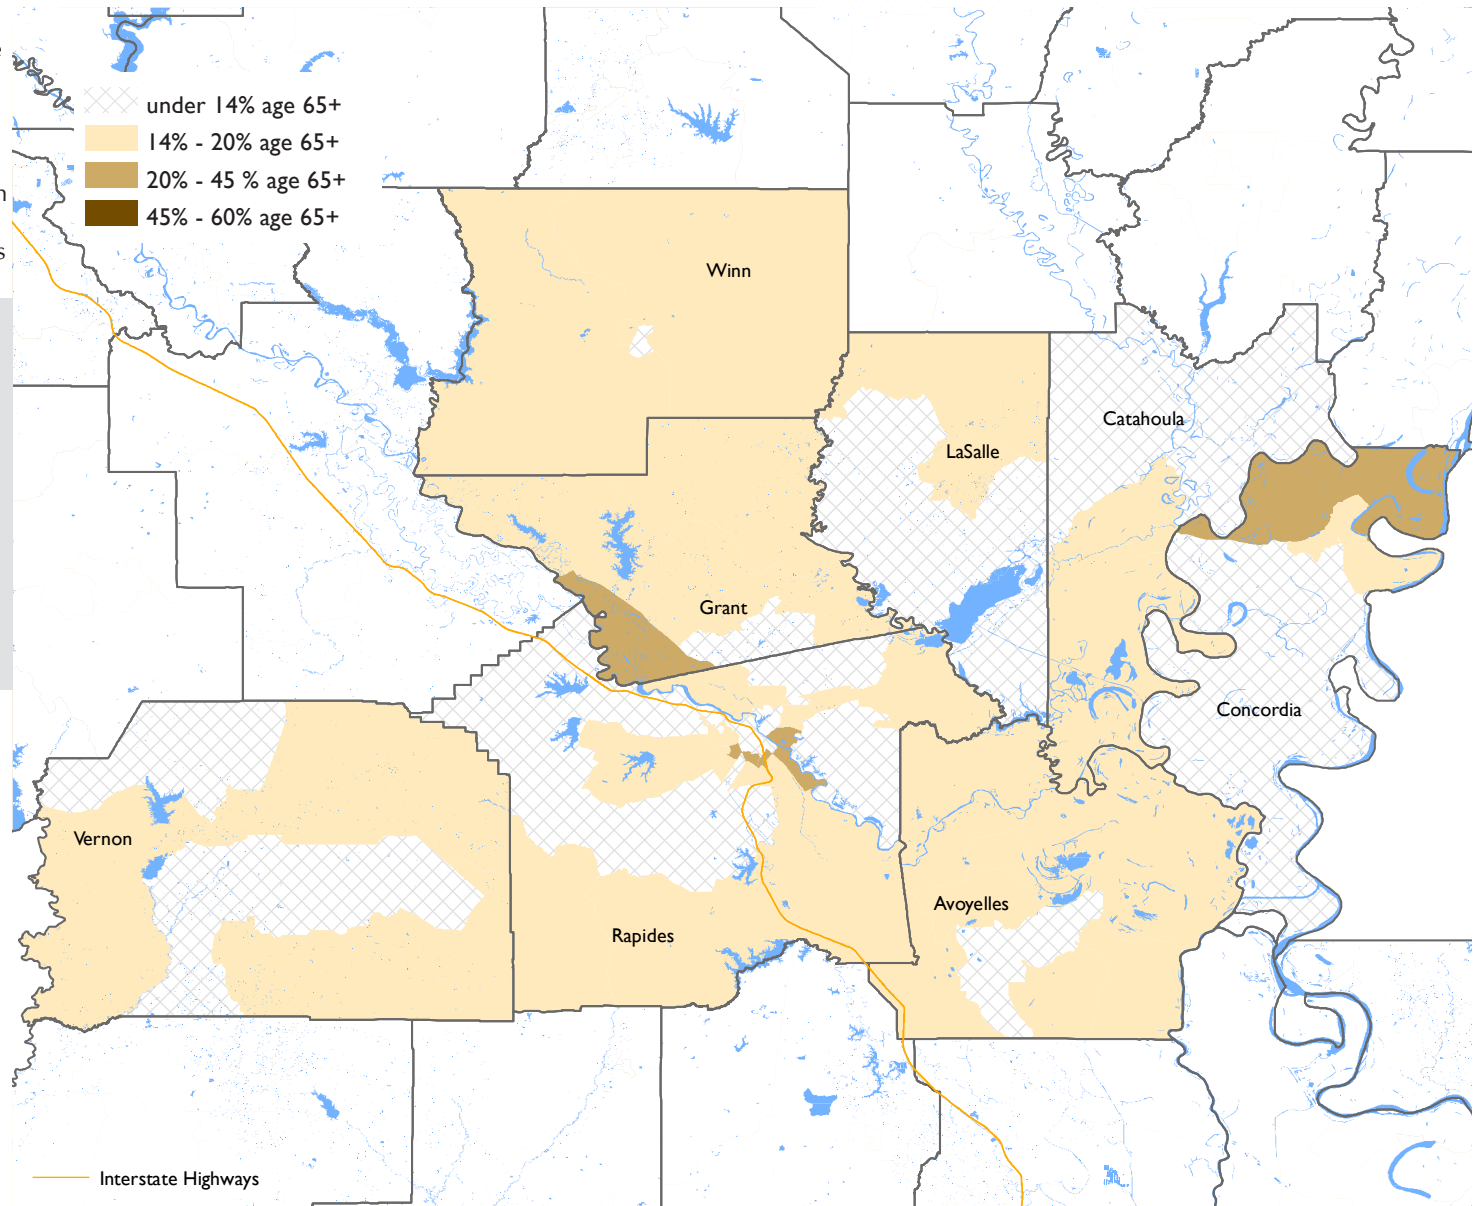 under 14% age 65+
14% - 20% age 65+
20% - 45 % age 65+
45% - 60% age 65+
Winn
Catahoula
LaSalle
Grant
Concordia
Vernon
Avoyelles
Rapides
Interstate Highways